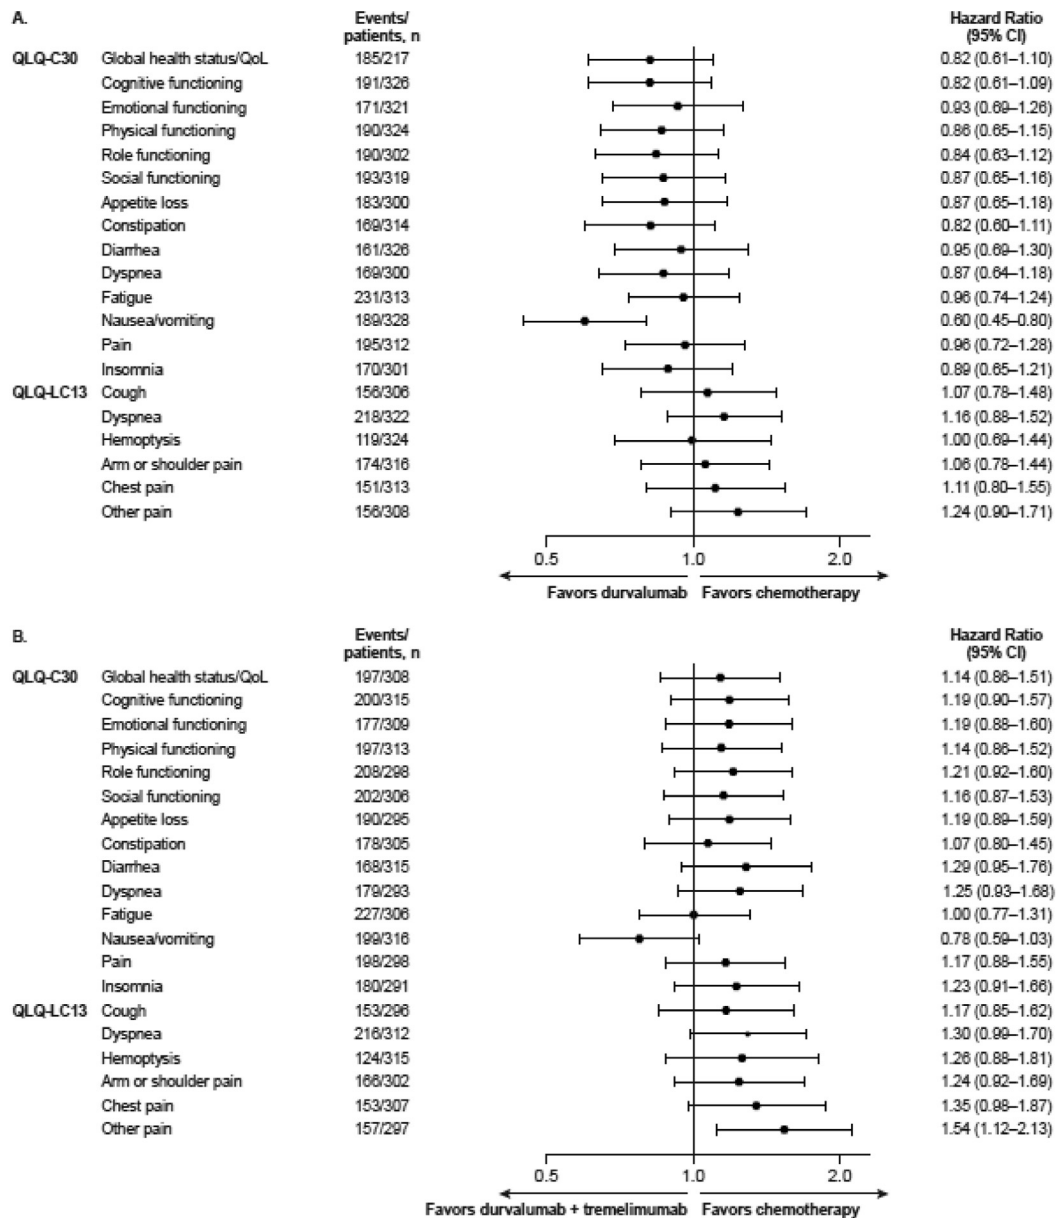 A. Events/ Hazard Ratio
patients, n (95% CI)
QLQ-C30 Global health status/QoL 185/217 0.82 (0.61–1.10)
Cognitive functioning 191/326 0.82 (0.61–1.09)
Emotional functioning 171/321 0.93 (0.69–1.26)
Physical functioning 190/324 0.86 (0.65–1.15)
Role functioning 190/302 0.84 (0.63–1.12)
Social functioning 193/319 0.87 (0.65–1.16)
Appetite loss 183/300 0.87 (0.65–1.18)
Constipation 169/314 0.82 (0.60–1.11)
Diarrhea 161/326 0.95 (0.69–1.30)
Dyspnea 169/300 0.87 (0.64–1.18)
Fatigue 231/313 0.96 (0.74–1.24)
Nausea/vomiting 189/328 0.60 (0.45–0.80)
Pain 195/312 0.96 (0.72–1.28)
Insomnia 170/301 0.89 (0.65–1.21)
QLQ-LC13 Cough 156/306 1.07 (0.78–1.48)
Dyspnea 218/322 1.16 (0.88–1.52)
Hemoptysis 119/324 1.00 (0.69–1.44)
Arm or shoulder pain 174/316 1.06 (0.78–1.44)
Chest pain 151/313 1.11 (0.80–1.55)
Other pain 156/308 1.24 (0.90–1.71)
0.5 1.0 2.0
Favors durvalumab Favors chemotherapy
B. Events/ Hazard Ratio
patients, n (95% CI)
QLQ-C30 Global health status/QoL 197/308 1.14 (0.86–1.51)
Cognitive functioning 200/315 1.19 (0.90–1.57)
Emotional functioning 177/309 1.19 (0.88–1.60)
Physical functioning 197/313 1.14 (0.86–1.52)
Role functioning 208/298 1.21 (0.92–1.60)
Social functioning 202/306 1.16 (0.87–1.53)
Appetite loss 190/295 1.19 (0.89–1.59)
Constipation 178/305 1.07 (0.80–1.45)
Diarrhea 168/315 1.29 (0.95–1.76)
Dyspnea 179/293 1.25 (0.93–1.68)
Fatigue 227/306 1.00 (0.77–1.31)
Nausea/vomiting 199/316 0.78 (0.59–1.03)
Pain 198/298 1.17 (0.88–1.55)
Insomnia 180/291 1.23 (0.91–1.66)
QLQ-LC13 Cough 153/296 1.17 (0.85–1.62)
Dyspnea 216/312 1.30 (0.99–1.70)
Hemoptysis 124/315 1.26 (0.88–1.81)
Arm or shoulder pain 166/302 1.24 (0.92–1.69)
Chest pain 153/307 1.35 (0.98–1.87)
Other pain 157/297 1.54 (1.12–2.13)
0.5 1.0 2.0
Favors durvalumab + tremelimumab Favors chemotherapy